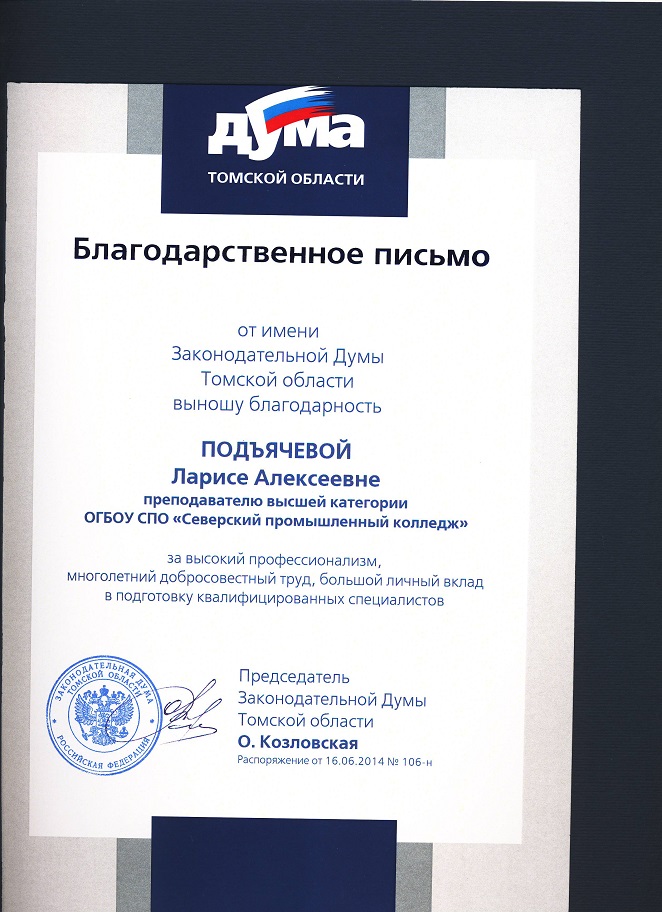 дума
ТОМСКОЙ ОБЛАСТИ
Благодарственное письмо
от имени
Законодательной Думы
Томской области
выношу благодарность
ПОДЪЯЧЕВОЙ
Ларисе Алексеевне
преподавателю высшей категории
ОГБОУ СПО «Северский промышленный колледж»
за высокий профессионализм,
многолетний добросовестный труд, большой личный вклад
в подготовку квалифицированных специалистов
ЗАКОНОДАТЕЛЬНАЯ ДУМА
ТОМСКОЙ ОБЛАСТИ
РОССИЙСКАЯ ФЕДЕРАЦИЯ
Председатель
Законодательной Думы
Томской области
О. Козловская
Распоряжение от 16.06.2014 № 106-н